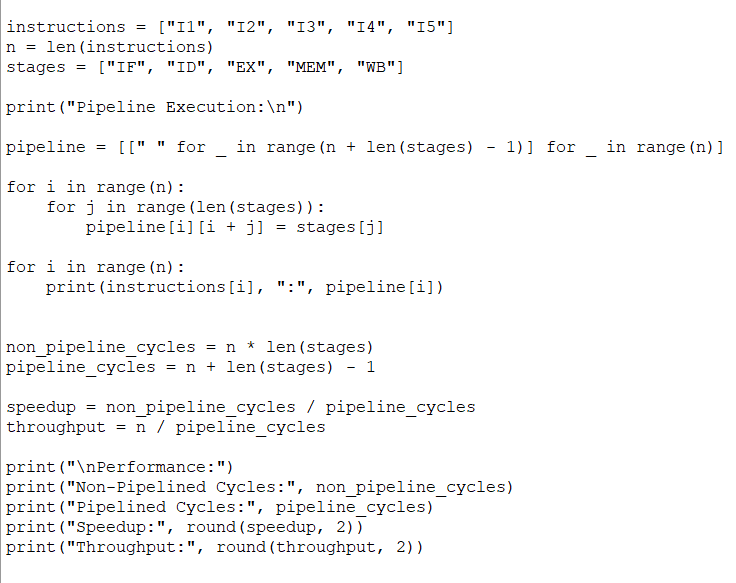 instructions = ["I1", "I2", "I3", "I4", "I5"]
n = len(instructions)
stages = ["IF", "ID", "EX", "MEM", "WB"]

print("Pipeline Execution:\n")

pipeline = [[" " for _ in range(n + len(stages) - 1)] for _ in range(n)]

for i in range(n):
    for j in range(len(stages)):
        pipeline[i][i + j] = stages[j]

for i in range(n):
    print(instructions[i], ":", pipeline[i])


non_pipeline_cycles = n * len(stages)
pipeline_cycles = n + len(stages) - 1

speedup = non_pipeline_cycles / pipeline_cycles
throughput = n / pipeline_cycles

print("\nPerformance:")
print("Non-Pipelined Cycles:", non_pipeline_cycles)
print("Pipelined Cycles:", pipeline_cycles)
print("Speedup:", round(speedup, 2))
print("Throughput:", round(throughput, 2))